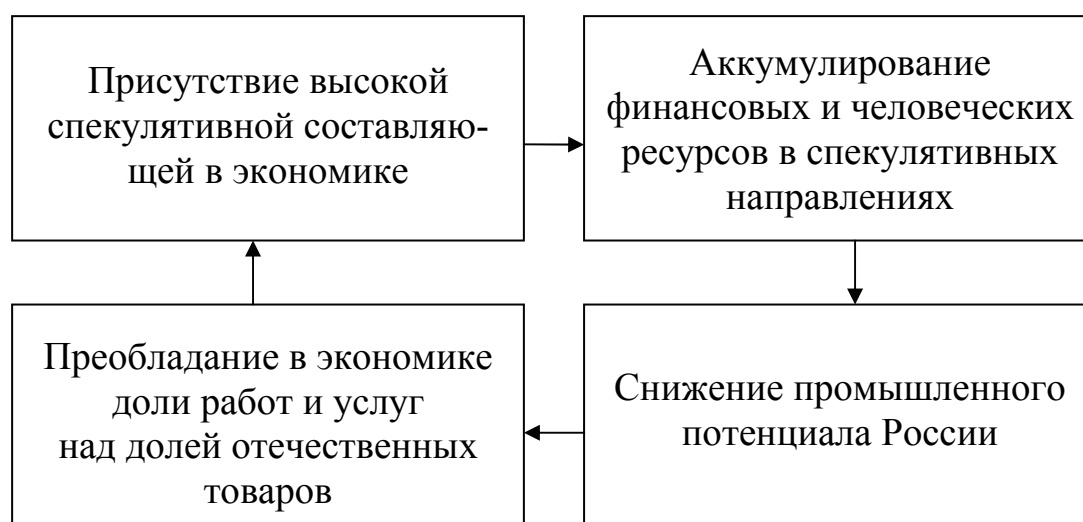 Присутствие высокой
спекулятивной составляю-
щей в экономике
Аккумулирование
финансовых и человеческих
ресурсов в спекулятивных
направлениях
Преобладание в экономике
доли работ и услуг
над долей отечественных
товаров
Снижение промышленного
потенциала России